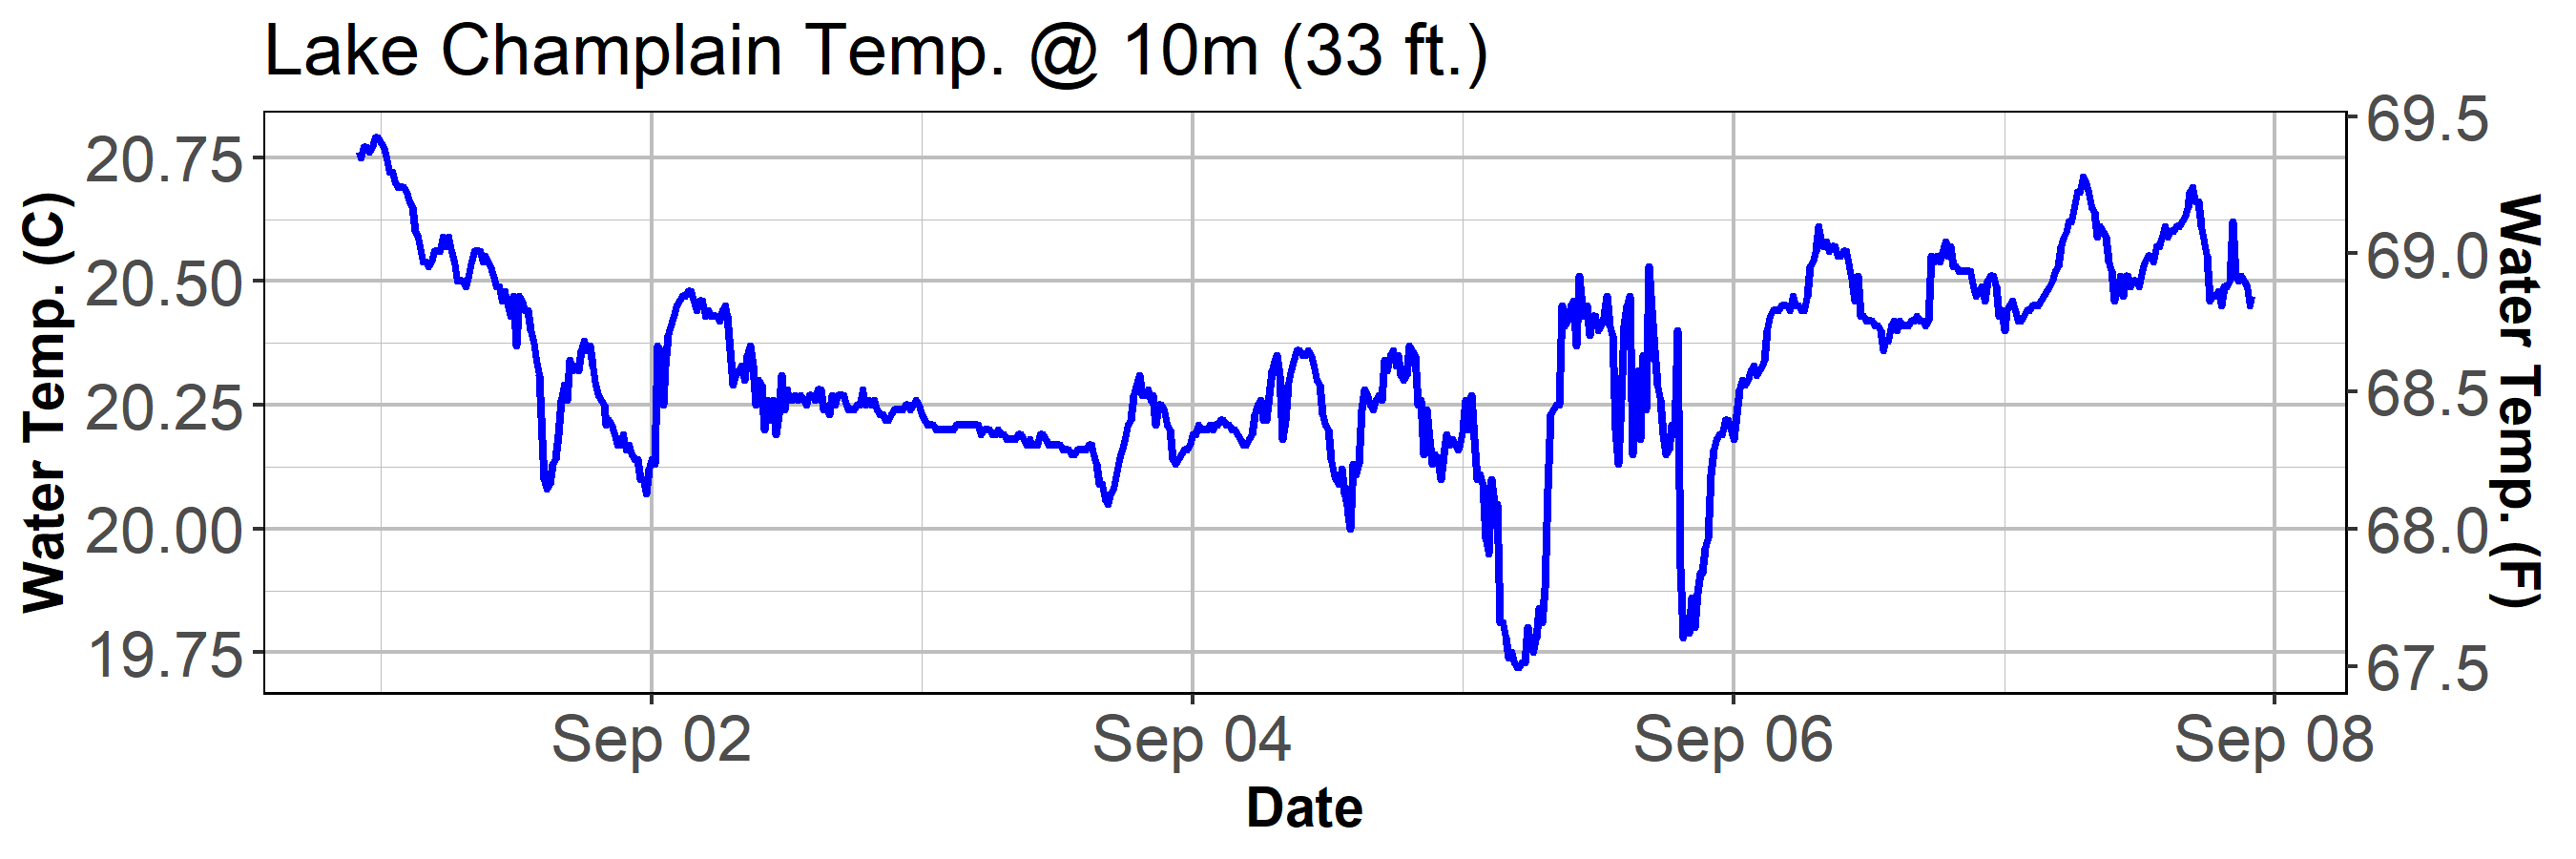 Lake Champlain Temp. @ 10m (33 ft.)
Water Temp. (C)
20.75
20.50
20.25
20.00
19.75
69.5
69.0
68.5
68.0
67.5
Water Temp. (F)
Sep 02 Sep 04 Sep 06 Sep 08
Date